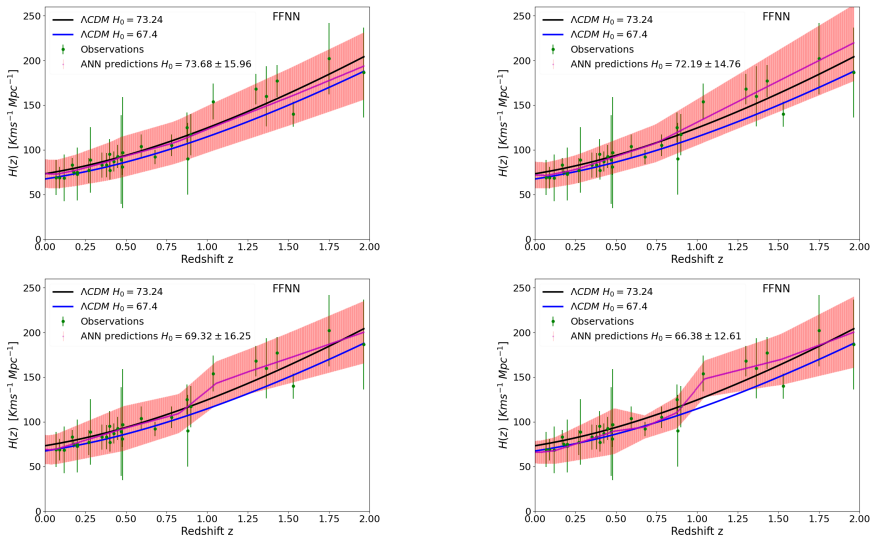 FFNN
ΛCDM H₀ = 73.24
ΛCDM H₀ = 67.4
Observations
ANN predictions H₀ = 73.68 ± 15.96
H(z) [Kms⁻¹ Mpc⁻¹]
250
200
150
100
50
0
0.00 0.25 0.50 0.75 1.00 1.25 1.50 1.75 2.00
Redshift z
FFNN
ΛCDM H₀ = 73.24
ΛCDM H₀ = 67.4
Observations
ANN predictions H₀ = 72.19 ± 14.76
H(z) [Kms⁻¹ Mpc⁻¹]
250
200
150
100
50
0
0.00 0.25 0.50 0.75 1.00 1.25 1.50 1.75 2.00
Redshift z
FFNN
ΛCDM H₀ = 73.24
ΛCDM H₀ = 67.4
Observations
ANN predictions H₀ = 69.32 ± 16.25
H(z) [Kms⁻¹ Mpc⁻¹]
250
200
150
100
50
0
0.00 0.25 0.50 0.75 1.00 1.25 1.50 1.75 2.00
Redshift z
FFNN
ΛCDM H₀ = 73.24
ΛCDM H₀ = 67.4
Observations
ANN predictions H₀ = 66.38 ± 12.61
H(z) [Kms⁻¹ Mpc⁻¹]
250
200
150
100
50
0
0.00 0.25 0.50 0.75 1.00 1.25 1.50 1.75 2.00
Redshift z